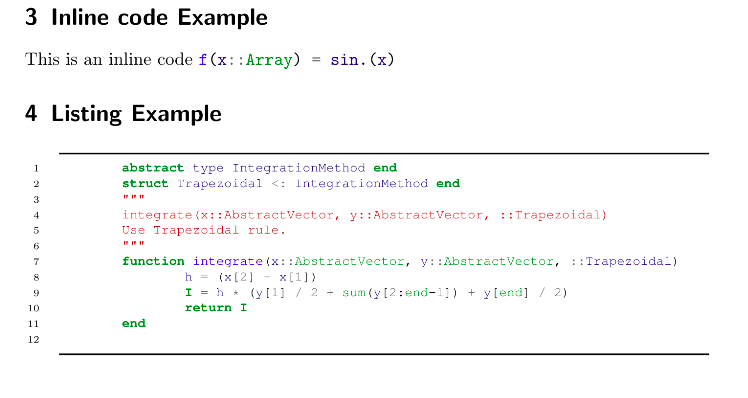 3 Inline code Example
This is an inline code f(x::Array) = sin.(x)
4 Listing Example
1 abstract type IntegrationMethod end
2 struct Trapezoidal <: IntegrationMethod end
3 """
4 integrate(x::AbstractVector, y::AbstractVector, ::Trapezoidal)
5 Use Trapezoidal rule.
6 """
7 function integrate(x::AbstractVector, y::AbstractVector, ::Trapezoidal)
8 h = (x[2] - x[1])
9 I = h * (y[1] / 2 + sum(y[2:end-1]) + y[end] / 2)
10 return I
11 end
12